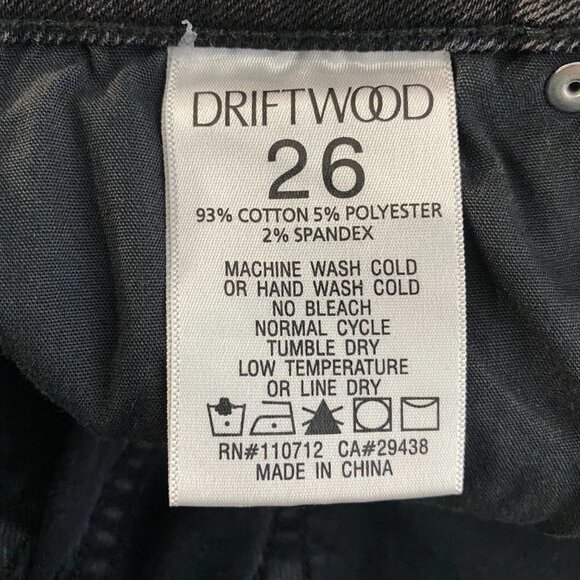 DRIFTWOOD
26
93% COTTON 5% POLYESTER
2% SPANDEX
MACHINE WASH COLD
OR HAND WASH COLD
NO BLEACH
NORMAL CYCLE
TUMBLE DRY
LOW TEMPERATURE
OR LINE DRY
RN#110712 CA#29438
MADE IN CHINA